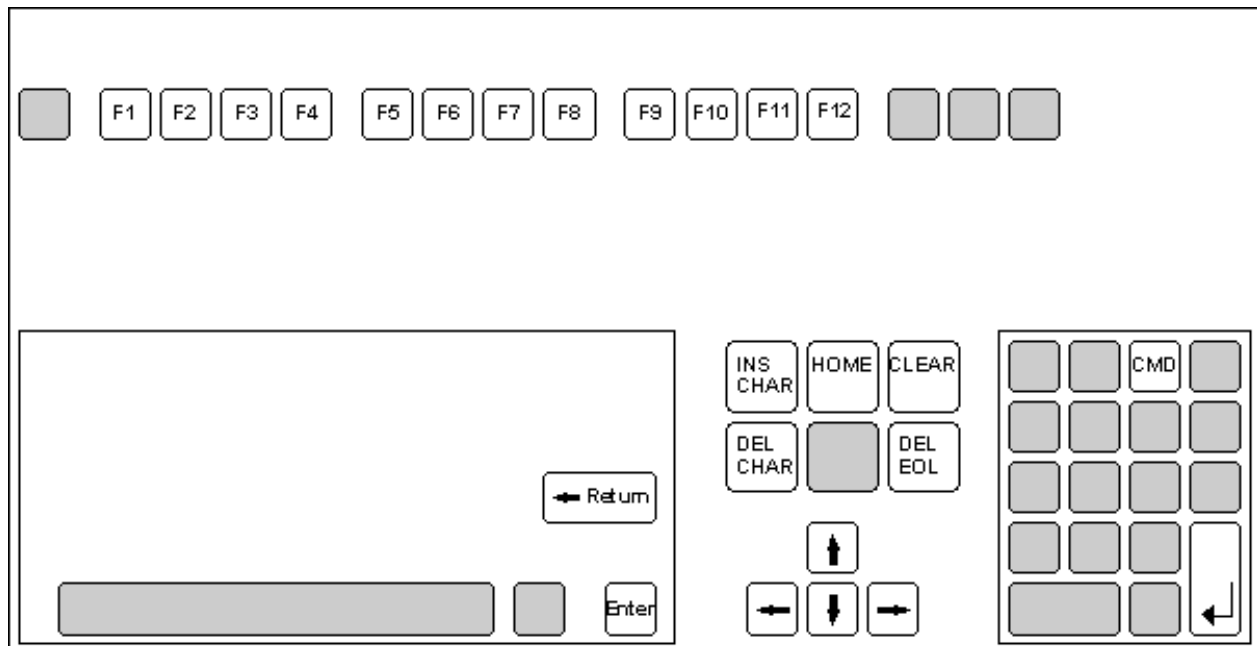 F1 F2 F3 F4 F5 F6 F7 F8 F9 F10 F11 F12
INS CHAR
HOME
CLEAR
CMD
DEL CHAR
DEL EOL
Return
Enter